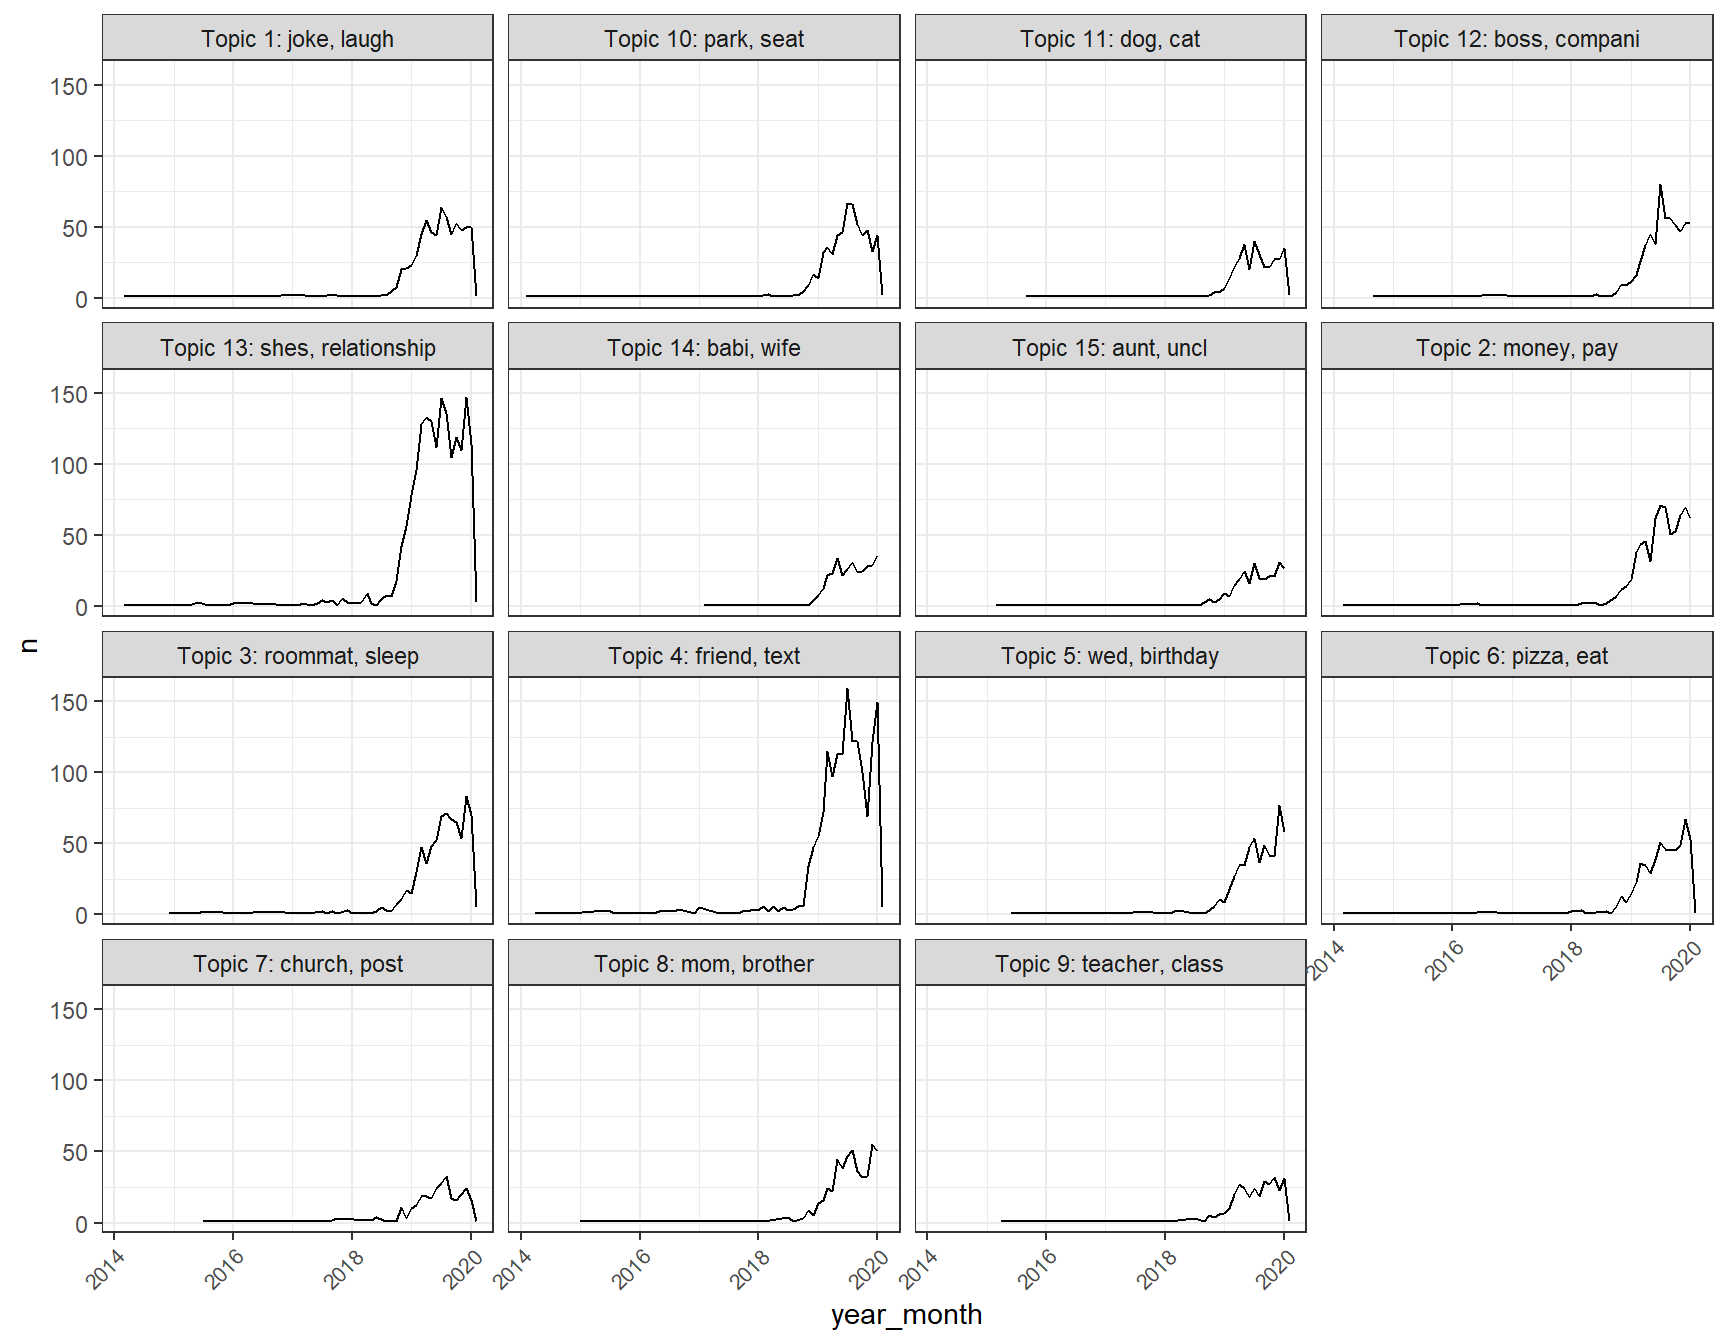 Topic 1: joke, laugh
Topic 10: park, seat
Topic 11: dog, cat
Topic 12: boss, compani
150
100
50
0
Topic 13: shes, relationship
Topic 14: babi, wife
Topic 15: aunt, uncl
Topic 2: money, pay
150
100
50
0
n
Topic 3: roommat, sleep
Topic 4: friend, text
Topic 5: wed, birthday
Topic 6: pizza, eat
150
100
50
0
2014
2016
2018
2020
Topic 7: church, post
Topic 8: mom, brother
Topic 9: teacher, class
150
100
50
0
2014
2016
2018
2020
2014
2016
2018
2020
2014
2016
2018
2020
year_month